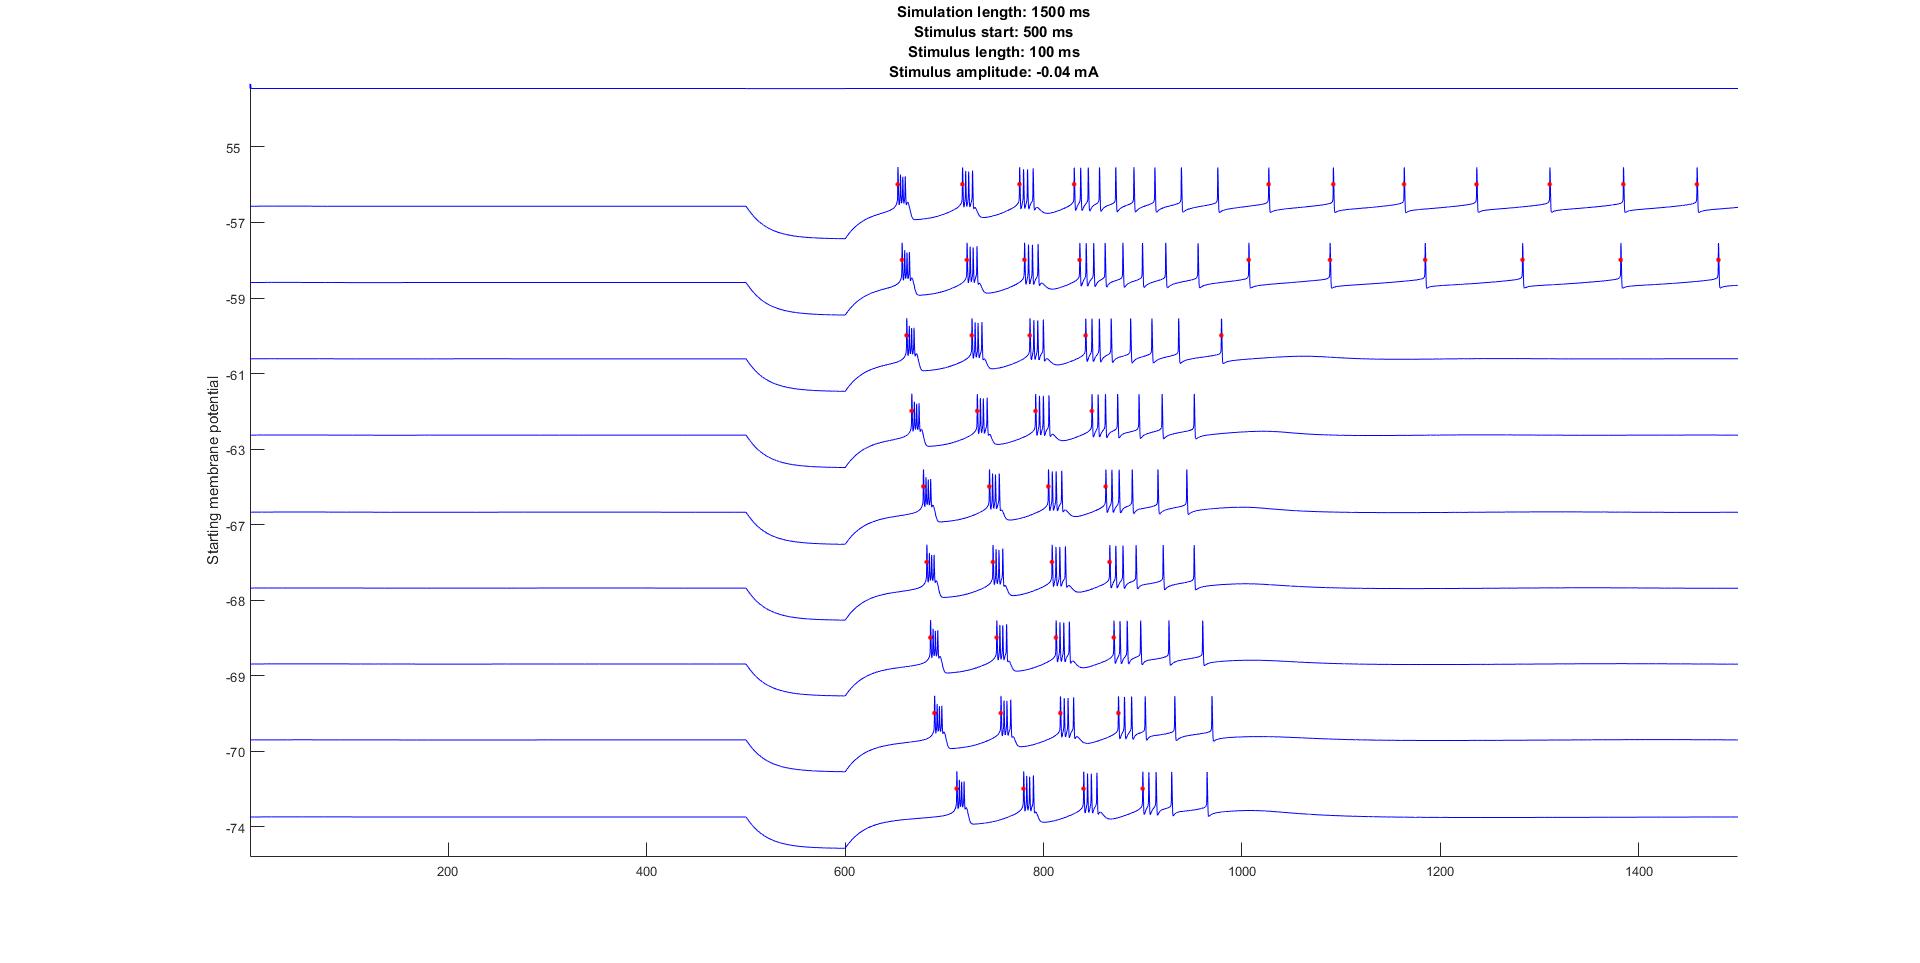 Simulation length: 1500 ms
Stimulus start: 500 ms
Stimulus length: 100 ms
Stimulus amplitude: -0.04 mA
Starting membrane potential
55
-57
-59
-61
-63
-67
-68
-69
-70
-74
200 400 600 800 1000 1200 1400